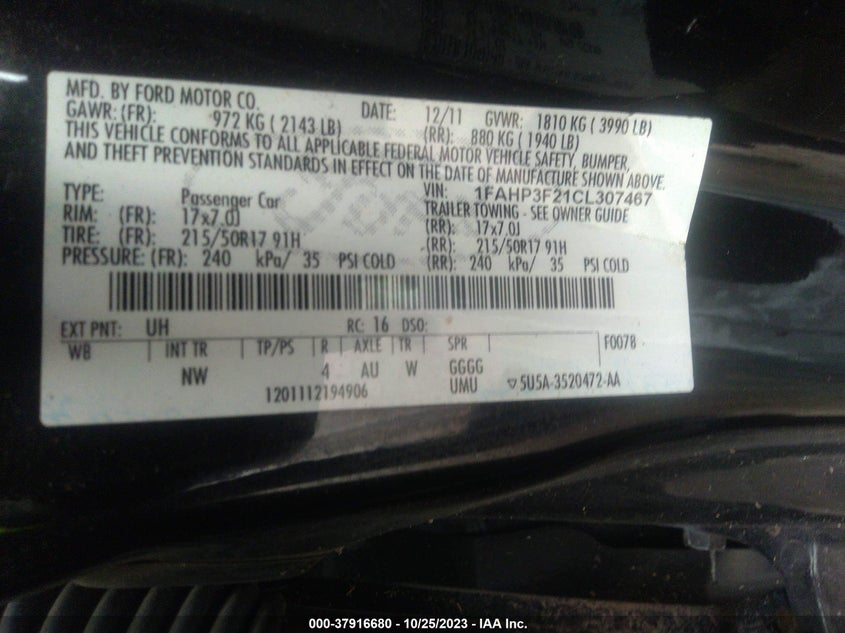 MFD. BY FORD MOTOR CO.
DATE: 12/11 GVWR: 1810 KG ( 3990 LB)
GAWR: (FR): 972 KG ( 2143 LB) (RR): 880 KG ( 1940 LB)
THIS VEHICLE CONFORMS TO ALL APPLICABLE FEDERAL MOTOR VEHICLE SAFETY, BUMPER,
AND THEFT PREVENTION STANDARDS IN EFFECT ON THE DATE OF MANUFACTURE SHOWN ABOVE.
VIN: 1FAHP3F21CL307467
TYPE: Passenger Car TRAILER TOWING - SEE OWNER GUIDE
RIM: (FR): 17x7.0J (RR): 17x7.0J
TIRE: (FR): 215/50R17 91H (RR): 215/50R17 91H
PRESSURE: (FR): 240 kPa/ 35 PSI COLD (RR): 240 kPa/ 35 PSI COLD
EXT PNT: UH RC: 16 DSO:
WB INT TR TP/PS R AXLE TR SPR F0078
NW 4 AU W GGGG
1201112194906 UMU 5U5A-3520472-AA
000-37916680 - 10/25/2023 - IAA Inc.